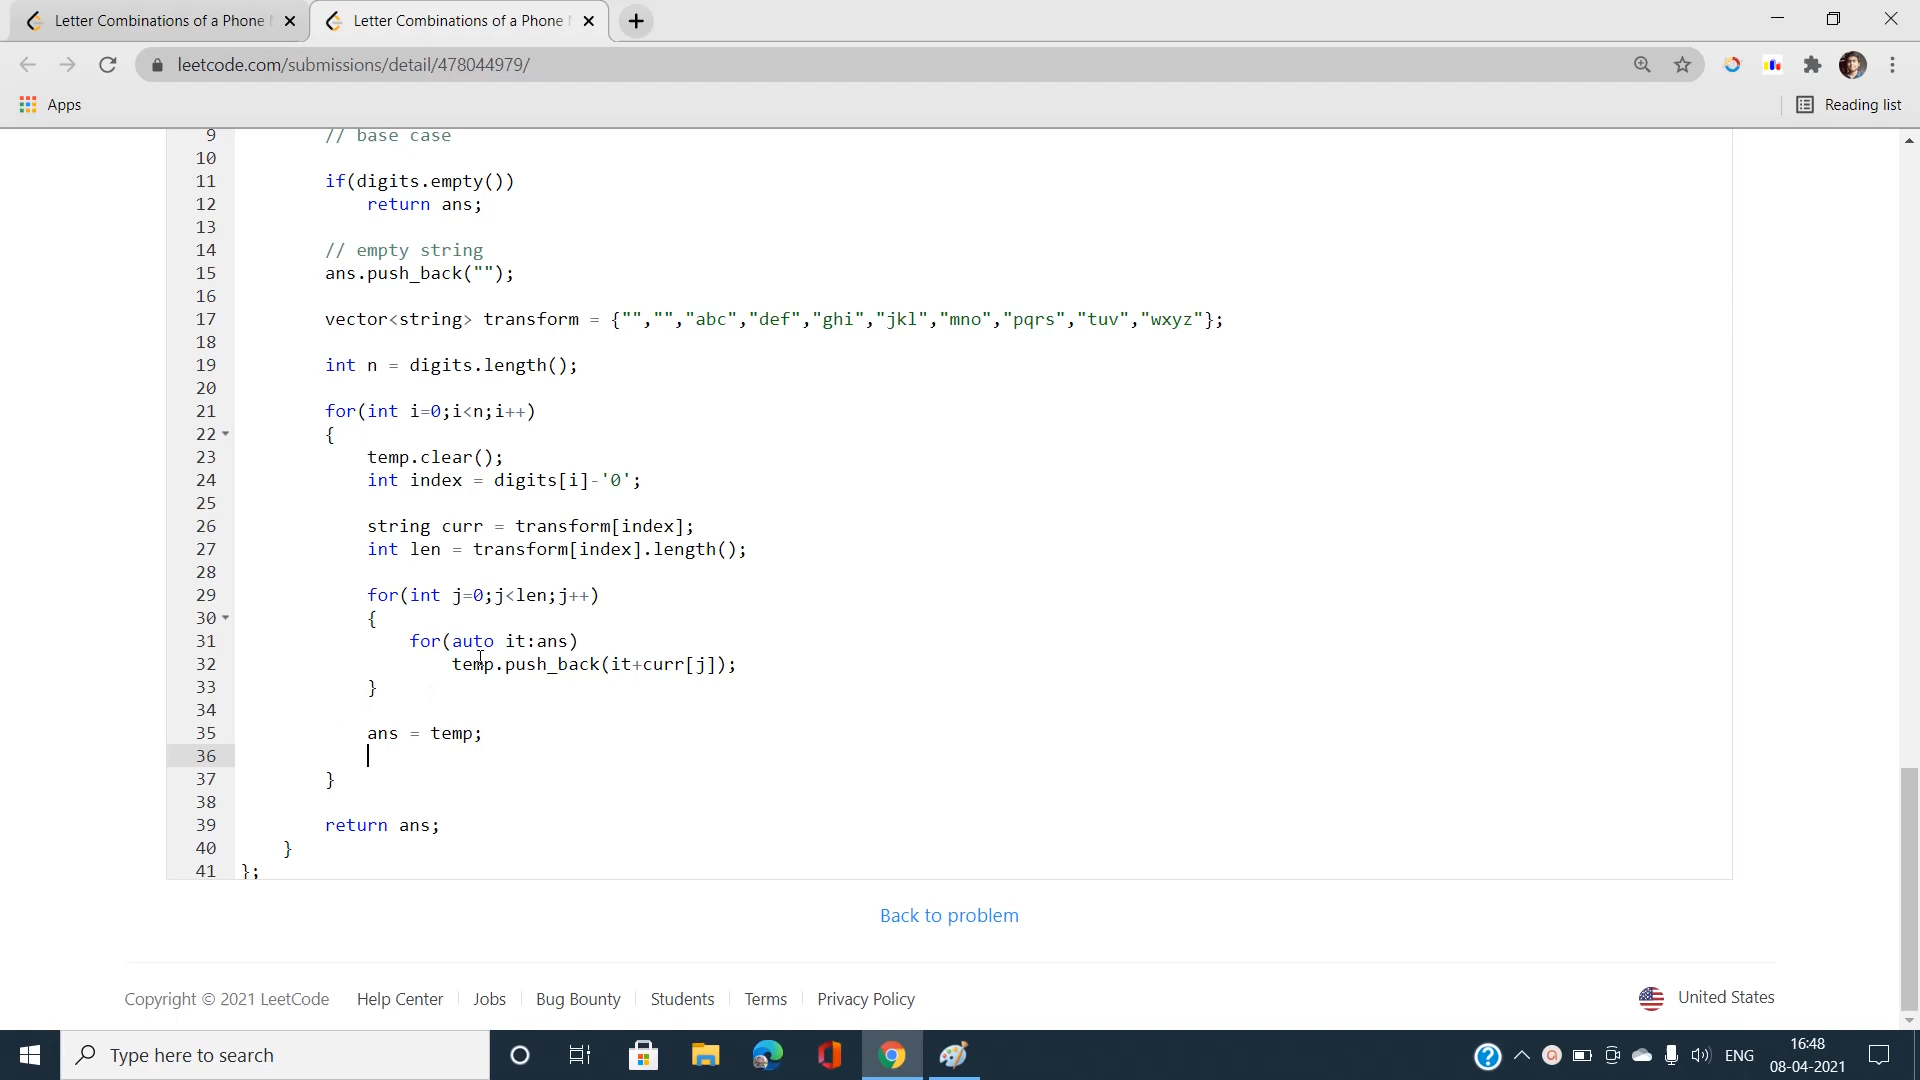 Letter Combinations of a Phone
Letter Combinations of a Phone
leetcode.com/submissions/detail/478044979/
Apps
Reading list
9 // base case
10
11 if(digits.empty())
12 return ans;
13
14 // empty string
15 ans.push_back("");
16
17 vector<string> transform = {"","","abc","def","ghi","jkl","mno","pqrs","tuv","wxyz"};
18
19 int n = digits.length();
20
21 for(int i=0;i<n;i++)
22 {
23 temp.clear();
24 int index = digits[i]-'0';
25
26 string curr = transform[index];
27 int len = transform[index].length();
28
29 for(int j=0;j<len;j++)
30 {
31 for(auto it:ans)
32 temp.push_back(it+curr[j]);
33 }
34
35 ans = temp;
36
37 }
38
39 return ans;
40 }
41 };
Back to problem
Copyright © 2021 LeetCode Help Center Jobs Bug Bounty Students Terms Privacy Policy United States
Type here to search
ENG
16:48
08-04-2021